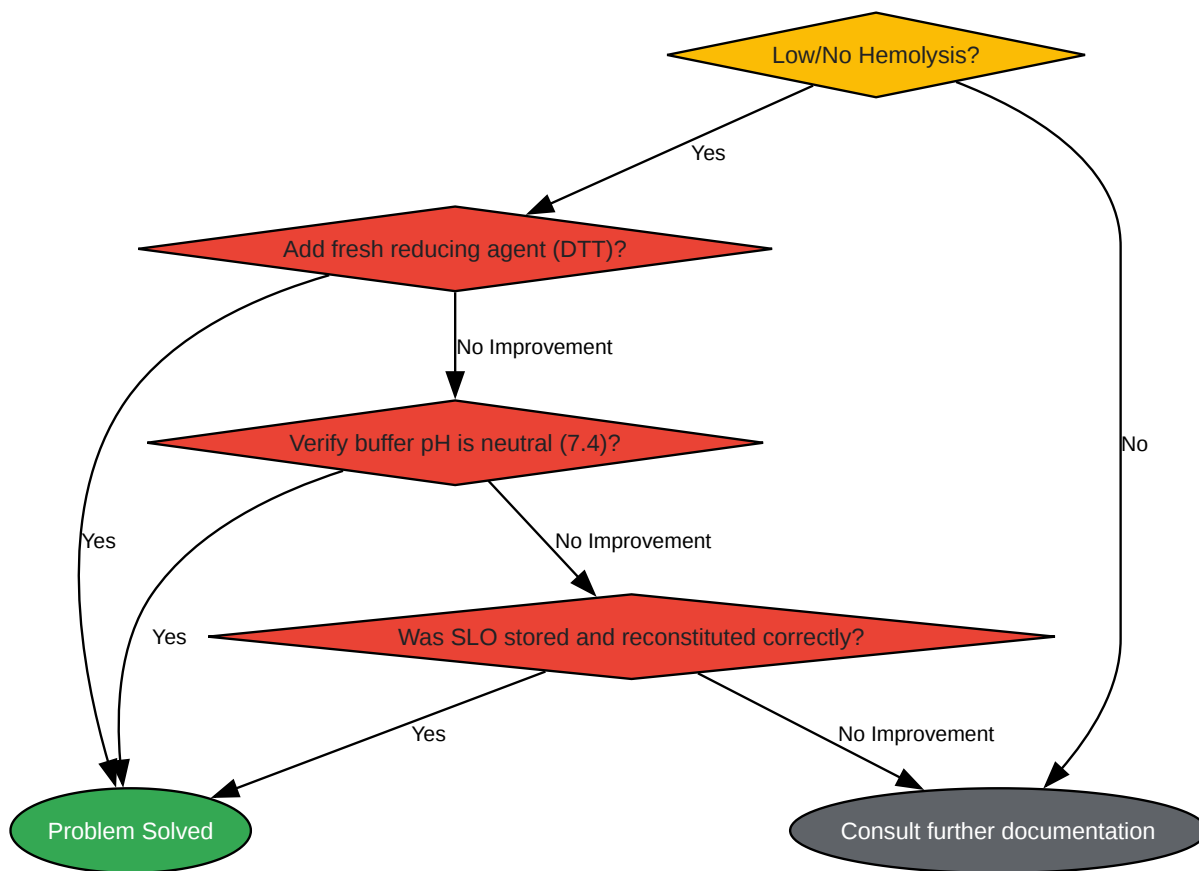 Low/No Hemolysis?
Yes
Add fresh reducing agent (DTT)?
No Improvement
Verify buffer pH is neutral (7.4)?
No
Yes
No Improvement
Yes
Was SLO stored and reconstituted correctly?
Yes
No Improvement
Problem Solved
Consult further documentation